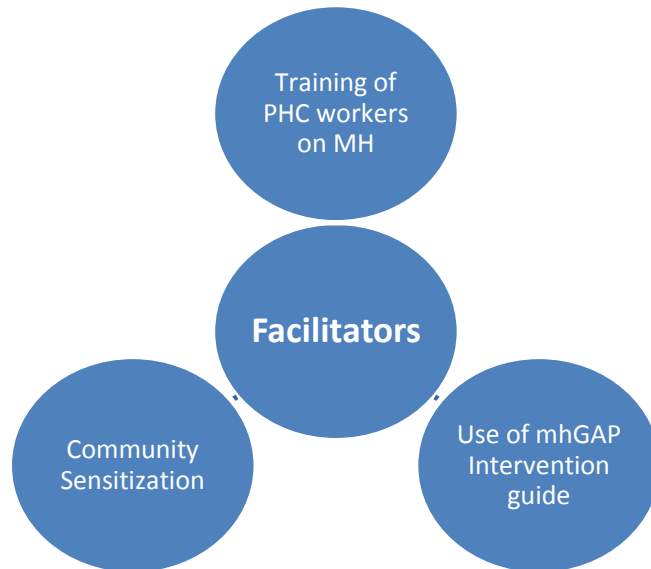 Training of
PHC workers
on MH
Facilitators
Community
Sensitization
Use of mhGAP
Intervention
guide